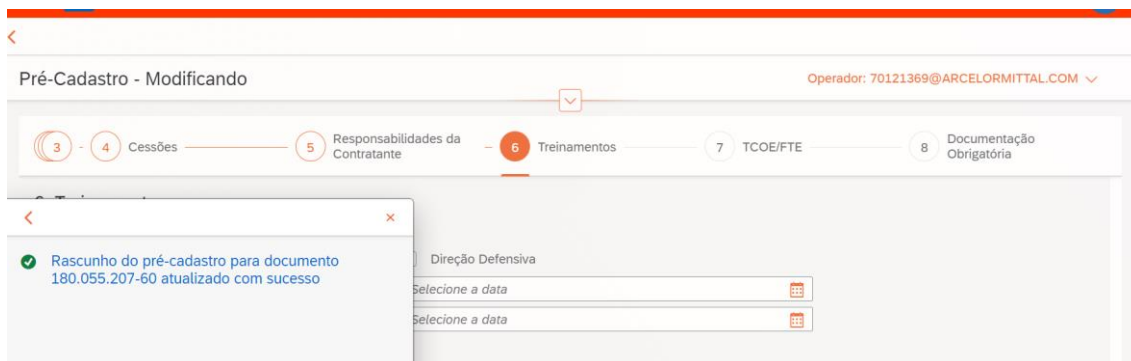 Pré-Cadastro - Modificando
Operador: 70121369@ARCELORMITTAL.COM
3 - 4 Cessões
5 Responsabilidades da
Contratante
6 Treinamentos
7 TCOE/FTE
8 Documentação
Obrigatória
Rascunho do pré-cadastro para documento
180.055.207-60 atualizado com sucesso
Direção Defensiva
Selecione a data
Selecione a data